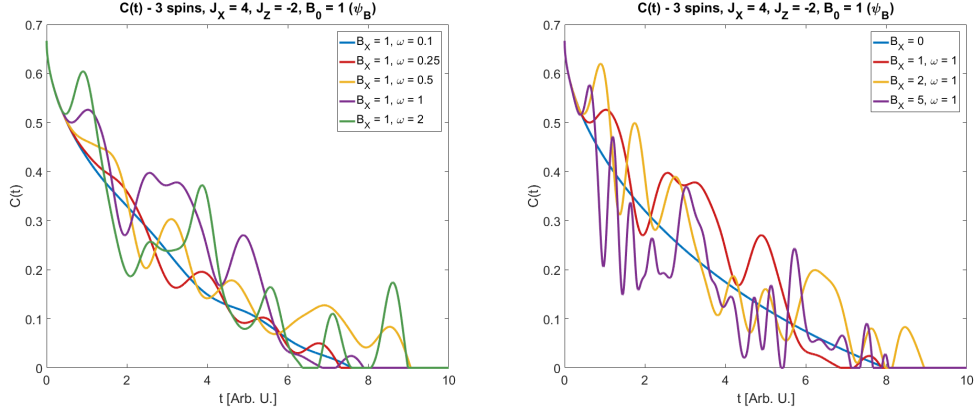 C(t) - 3 spins, J_X = 4, J_Z = -2, B_0 = 1 (ψ_B)
B_X = 1, ω = 0.1
B_X = 1, ω = 0.25
B_X = 1, ω = 0.5
B_X = 1, ω = 1
B_X = 1, ω = 2
0.7
0.6
0.5
0.4
0.3
0.2
0.1
0
C(t)
0 2 4 6 8 10
t [Arb. U.]
C(t) - 3 spins, J_X = 4, J_Z = -2, B_0 = 1 (ψ_B)
B_X = 0
B_X = 1, ω = 1
B_X = 2, ω = 1
B_X = 5, ω = 1
0.7
0.6
0.5
0.4
0.3
0.2
0.1
0
C(t)
0 2 4 6 8 10
t [Arb. U.]